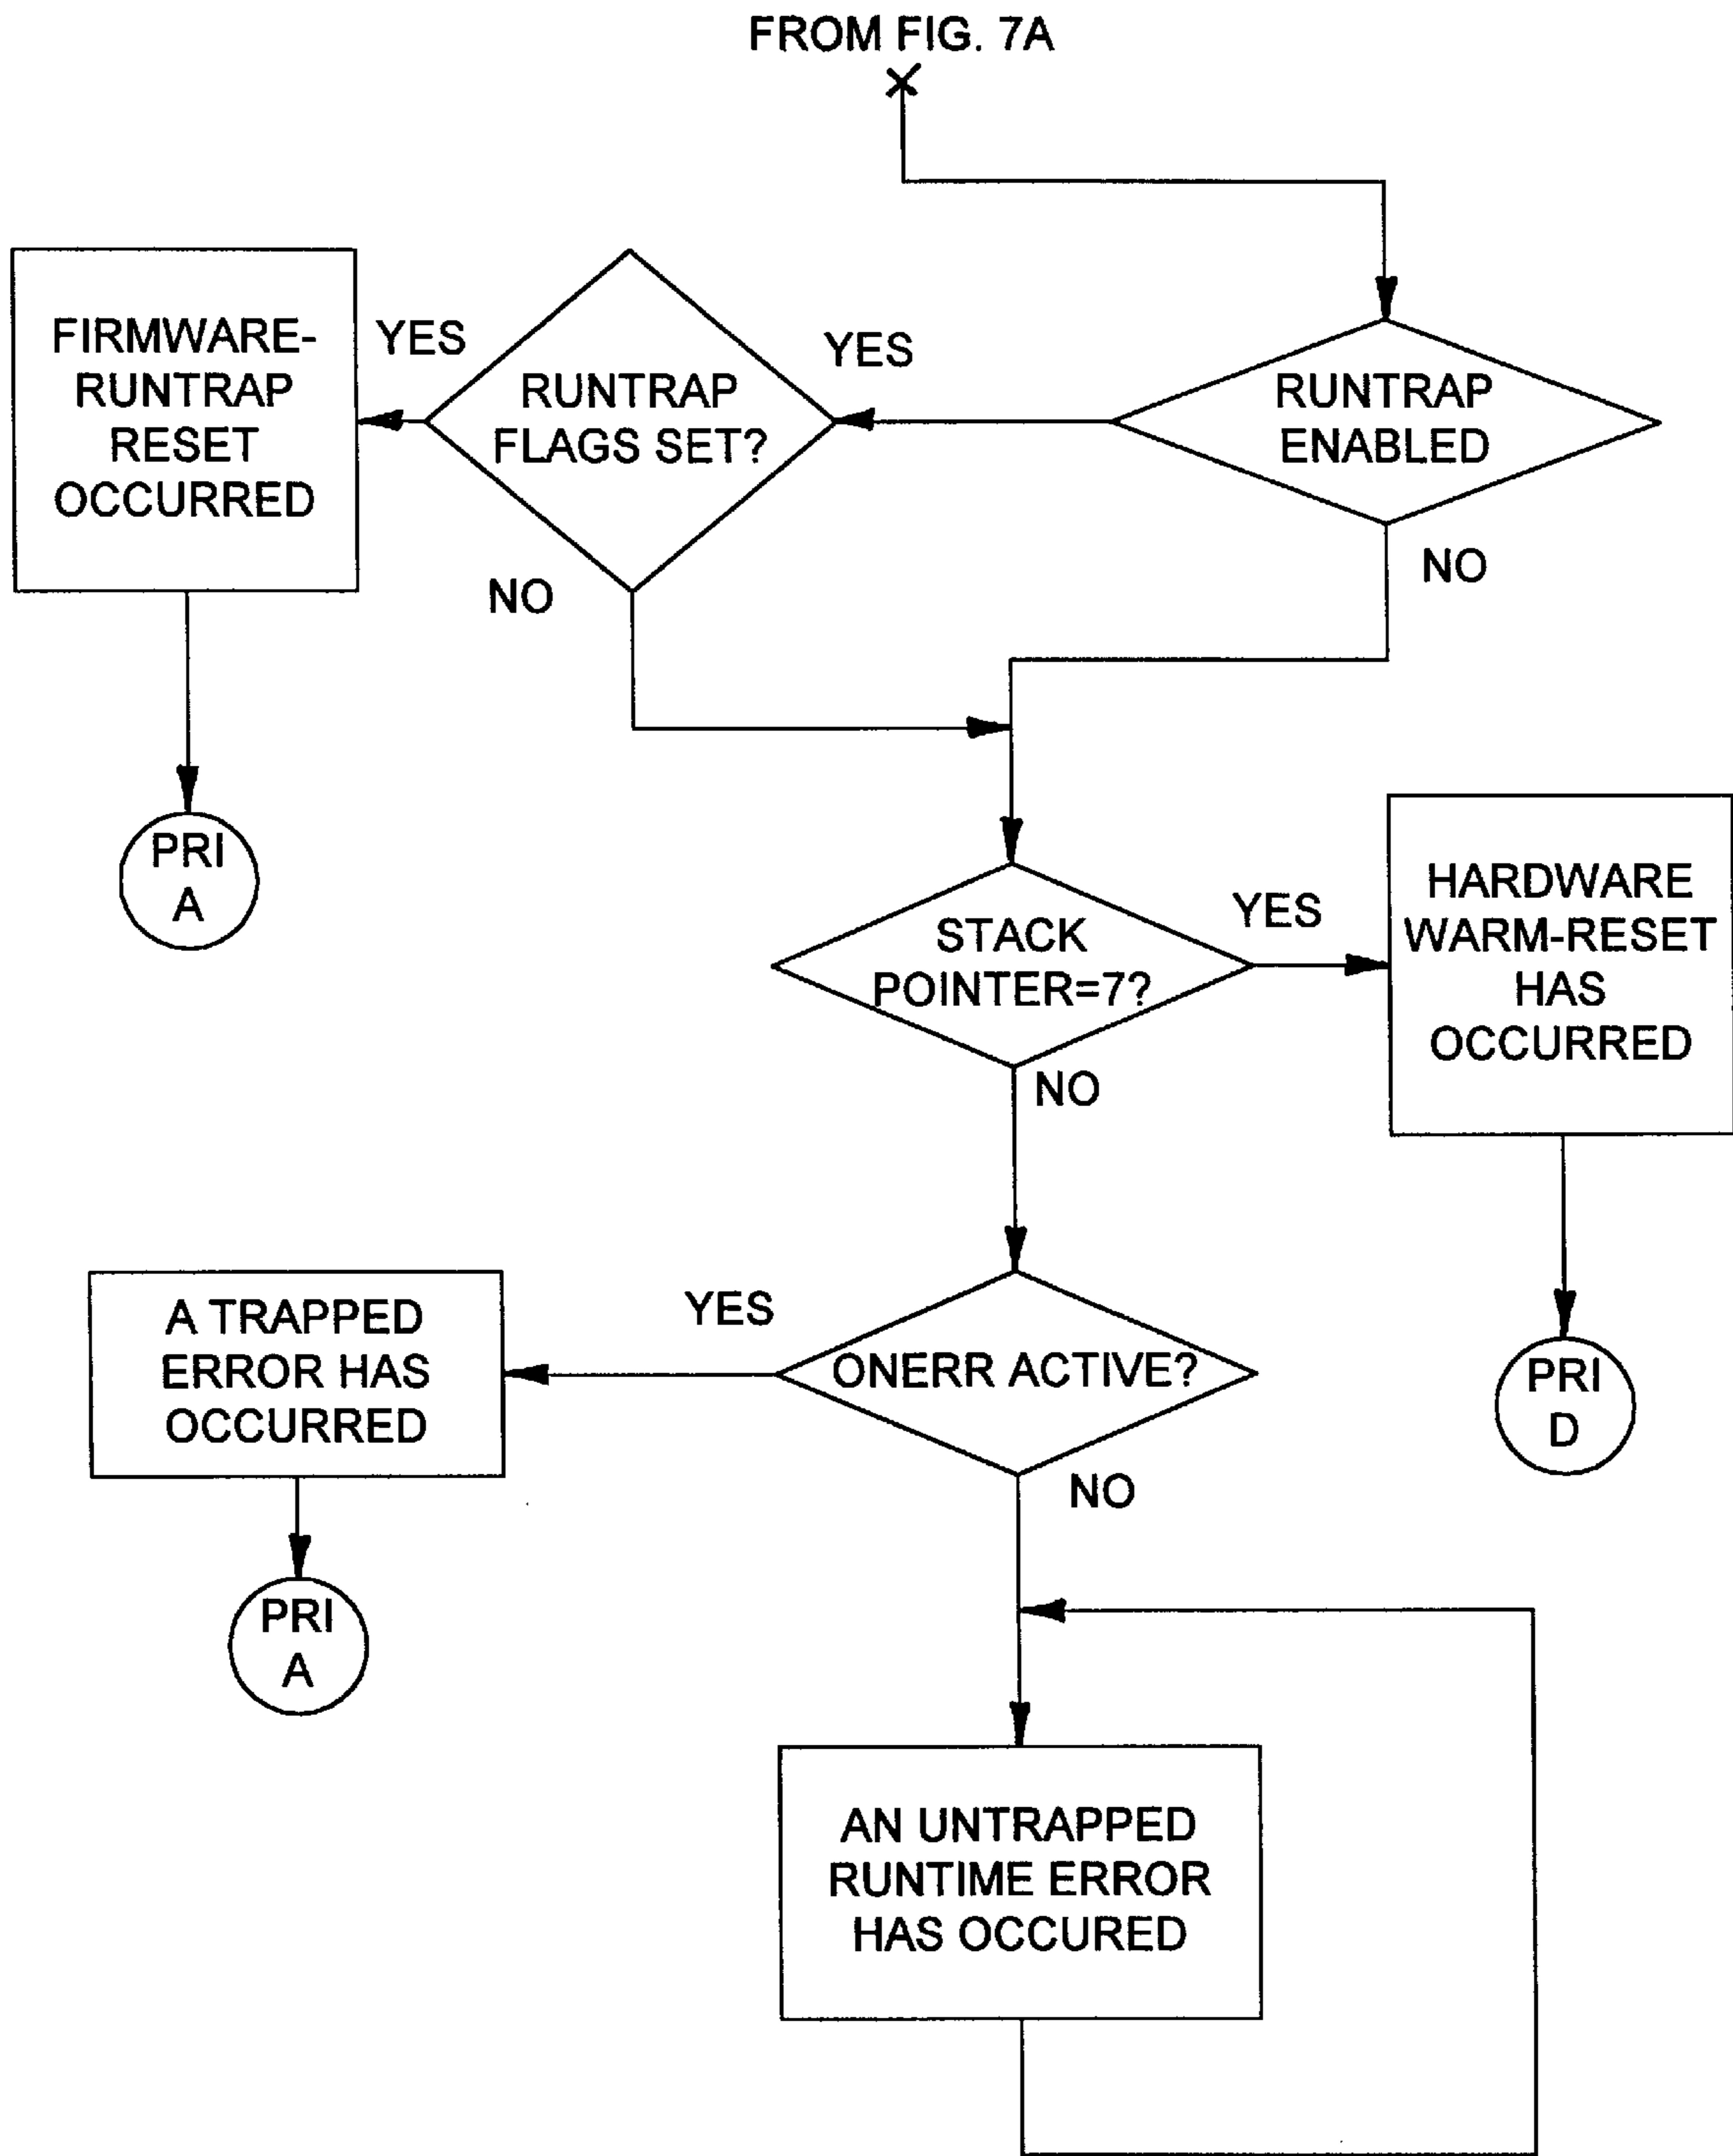 FROM FIG. 7A
FIRMWARE-
RUNTRAP
RESET
OCCURRED
YES
RUNTRAP
FLAGS SET?
YES
RUNTRAP
ENABLED
NO
NO
PRI
A
STACK
POINTER=7?
YES
HARDWARE
WARM-RESET
HAS
OCCURRED
NO
PRI
D
A TRAPPED
ERROR HAS
OCCURRED
YES
ONERR ACTIVE?
NO
PRI
A
AN UNTRAPPED
RUNTIME ERROR
HAS OCCURED